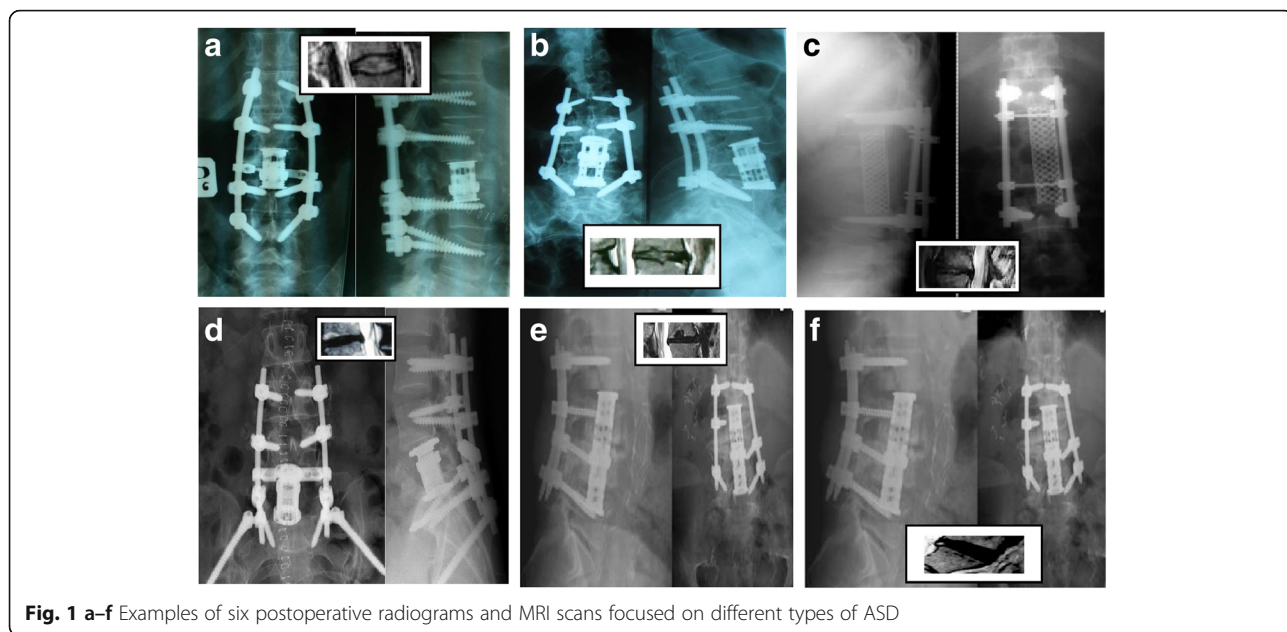 a
b
c
d
e
f
Fig. 1 a–f Examples of six postoperative radiograms and MRI scans focused on different types of ASD